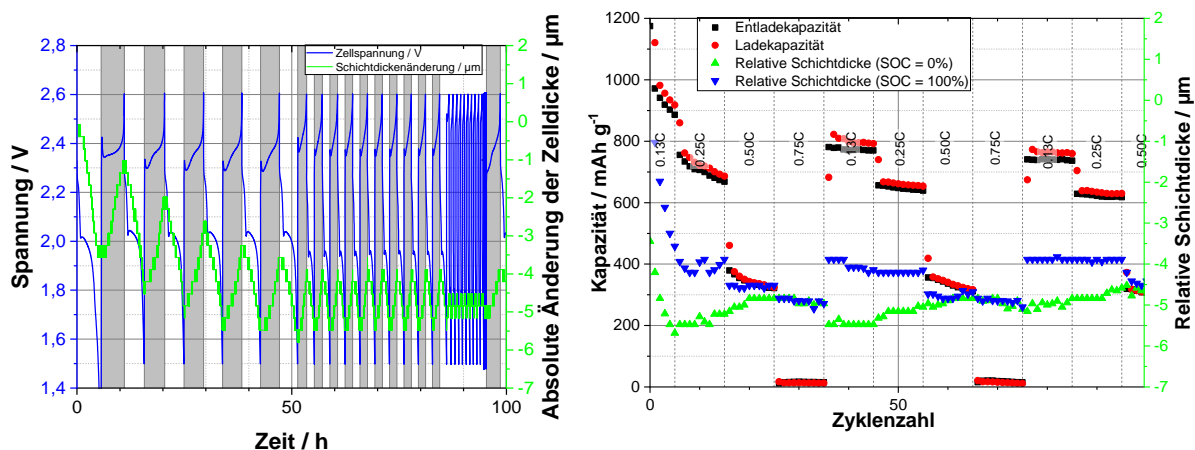 Zellspannung / V
Schichtdickenänderung / µm
2,8
2,6
2,4
2,2
2,0
1,8
1,6
1,4
Spannung / V
0
50
100
Zeit / h
2
1
0
-1
-2
-3
-4
-5
-6
-7
Absolute Änderung der Zelldicke / µm
Entladekapazität
Ladekapazität
Relative Schichtdicke (SOC = 0%)
Relative Schichtdicke (SOC = 100%)
1200
1000
800
600
400
200
0
Kapazität / mAh g⁻¹
0.13C
0.25C
0.50C
0.75C
0.13C
0.25C
0.50C
0.75C
0.13C
0.25C
0.50C
0
50
Zyklenzahl
2
1
0
-1
-2
-3
-4
-5
-6
-7
Relative Schichtdicke / µm